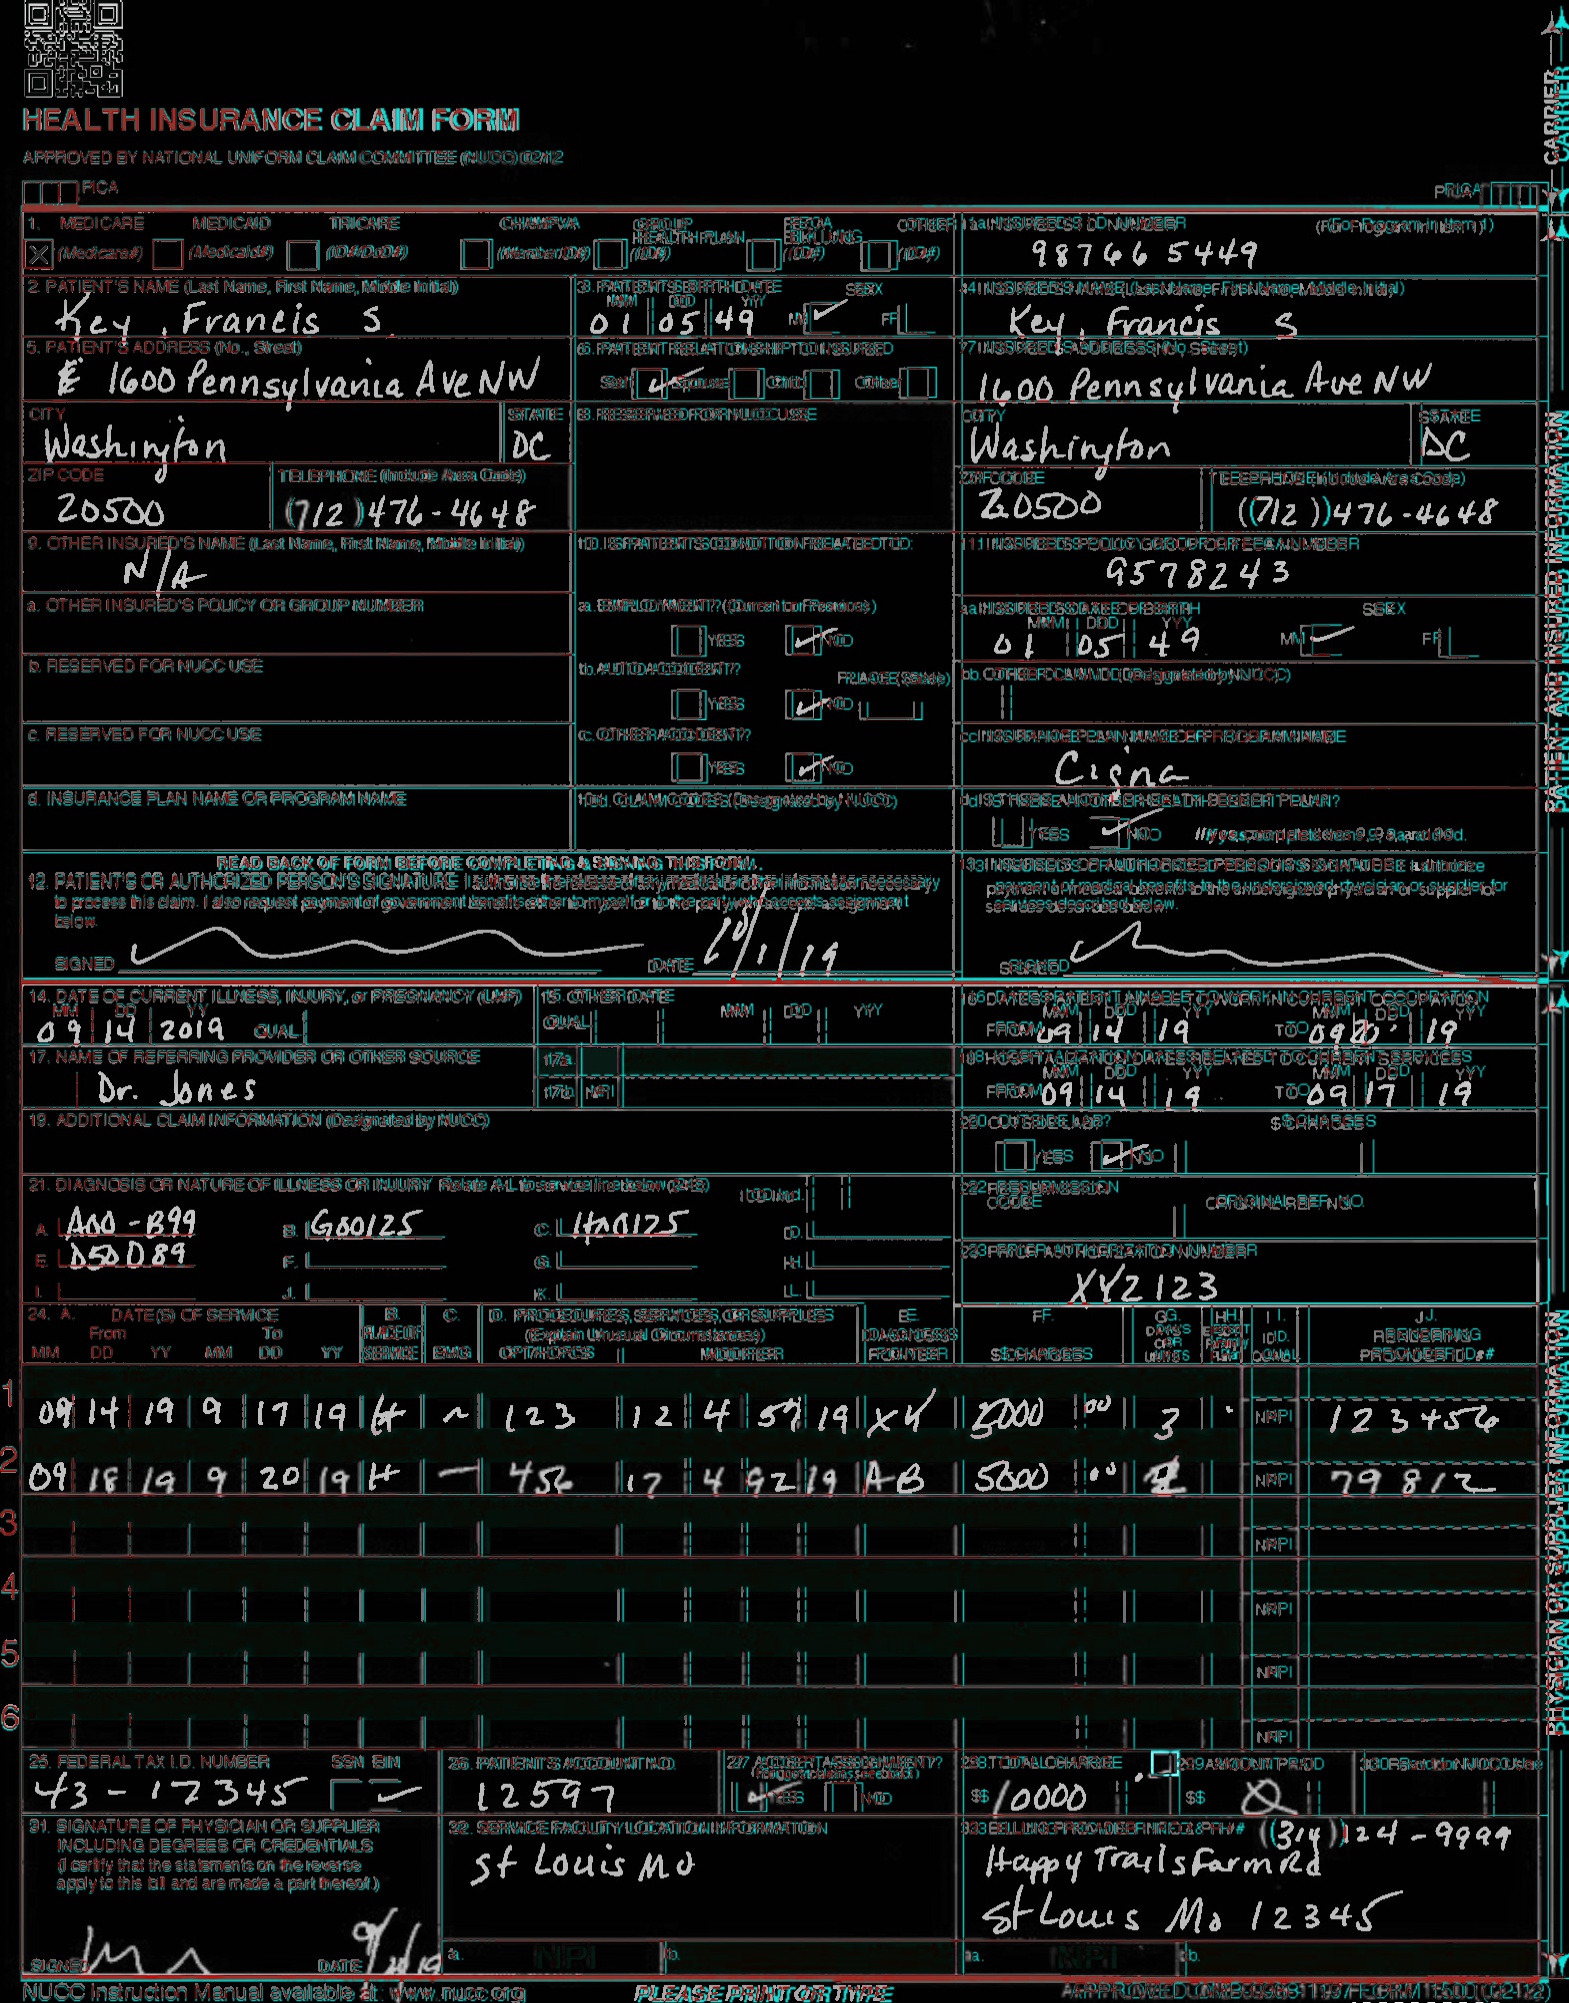 HEALTH INSURANCE CLAIM FORM
APPROVED BY NATIONAL UNIFORM CLAIM COMMITTEE (NUCC) 02/12
PICA PICA
CARRIER
1. MEDICARE MEDICAID TRICARE CHAMPVA GROUP HEALTH PLAN FECA BLK LUNG OTHER 1a. INSURED'S I.D. NUMBER (For Program in Item 1)
(Medicare#) (Medicaid#) (ID#/DoD#) (Member ID#) (ID#) (ID#) (ID#) 98766 5449
2. PATIENT'S NAME (Last Name, First Name, Middle Initial) 3. PATIENT'S BIRTH DATE SEX 4. INSURED'S NAME (Last Name, First Name, Middle Initial)
MM DD YY
Key, Francis S. 01 05 49 M F Key, Francis S
5. PATIENT'S ADDRESS (No., Street) 6. PATIENT RELATIONSHIP TO INSURED 7. INSURED'S ADDRESS (No., Street)
1600 Pennsylvania Ave NW Self Spouse Child Other 1600 Pennsylvania Ave NW
CITY STATE 8. RESERVED FOR NUCC USE CITY STATE
Washington DC Washington DC
ZIP CODE TELEPHONE (Include Area Code) ZIP CODE TELEPHONE (Include Area Code)
20500 (712) 476-4648 20500 (712) 476-4648
9. OTHER INSURED'S NAME (Last Name, First Name, Middle Initial) 10. IS PATIENT'S CONDITION RELATED TO: 11. INSURED'S POLICY GROUP OR FECA NUMBER
N/A 9578243
a. OTHER INSURED'S POLICY OR GROUP NUMBER a. EMPLOYMENT? (Current or Previous) a. INSURED'S DATE OF BIRTH SEX
MM DD YY
YES NO 01 05 49 M F
b. RESERVED FOR NUCC USE b. AUTO ACCIDENT? PLACE (State) b. OTHER CLAIM ID (Designated by NUCC)
YES NO
c. RESERVED FOR NUCC USE c. OTHER ACCIDENT? c. INSURANCE PLAN NAME OR PROGRAM NAME
YES NO Cigna
d. INSURANCE PLAN NAME OR PROGRAM NAME 10d. CLAIM CODES (Designated by NUCC) d. IS THERE ANOTHER HEALTH BENEFIT PLAN?
YES NO If yes, complete items 9, 9a, and 9d.
PATIENT AND INSURED INFORMATION
READ BACK OF FORM BEFORE COMPLETING & SIGNING THIS FORM.
12. PATIENT'S OR AUTHORIZED PERSON'S SIGNATURE I authorize the release of any medical or other information necessary
to process this claim. I also request payment of government benefits either to myself or to the party who accepts assignment
below.
SIGNED DATE 10/1/19
13. INSURED'S OR AUTHORIZED PERSON'S SIGNATURE I authorize
payment of medical benefits to the undersigned physician or supplier for
services described below.
SIGNED
14. DATE OF CURRENT ILLNESS, INJURY, or PREGNANCY (LMP) 15. OTHER DATE 16. DATES PATIENT UNABLE TO WORK IN CURRENT OCCUPATION
MM DD YY MM DD YY MM DD YY MM DD YY
09 14 2019 QUAL. QUAL. FROM 09 14 19 TO 09 20 19
17. NAME OF REFERRING PROVIDER OR OTHER SOURCE 17a. 18. HOSPITALIZATION DATES RELATED TO CURRENT SERVICES
MM DD YY MM DD YY
Dr. Jones 17b. NPI FROM 09 14 19 TO 09 17 19
19. ADDITIONAL CLAIM INFORMATION (Designated by NUCC) 20. OUTSIDE LAB? $ CHARGES
YES NO
21. DIAGNOSIS OR NATURE OF ILLNESS OR INJURY Relate A-L to service line below (24E) ICD Ind. 22. RESUBMISSION CODE ORIGINAL REF. NO.
A. A00-B99 B. G00125 C. D.
E. D50D89 F. G. H. 23. PRIOR AUTHORIZATION NUMBER
I. J. K. L. XYZ123
24. A. DATE(S) OF SERVICE B. C. D. PROCEDURES, SERVICES, OR SUPPLIES E. F. G. H. I. J.
From To PLACE OF (Explain Unusual Circumstances) DIAGNOSIS DAYS OR EPSDT Family ID. RENDERING
MM DD YY MM DD YY SERVICE EMG CPT/HCPCS MODIFIER POINTER $ CHARGES UNITS Plan QUAL. PROVIDER ID. #
1 09 14 19 9 17 19 H ~ 123 12 4 57 19 XY 5000 00 3 NPI 123456
2 09 18 19 9 20 19 H — 456 17 4 92 19 AB 5000 00 2 NPI 79812
3 NPI
4 NPI
5 NPI
6 NPI
PHYSICIAN OR SUPPLIER INFORMATION
25. FEDERAL TAX I.D. NUMBER SSN EIN 26. PATIENT'S ACCOUNT NO. 27. ACCEPT ASSIGNMENT? 28. TOTAL CHARGE 29. AMOUNT PAID 30. Rsvd for NUCC Use
(For govt. claims, see back)
43-12345 12597 YES NO $ 10000 $ 0
31. SIGNATURE OF PHYSICIAN OR SUPPLIER 32. SERVICE FACILITY LOCATION INFORMATION 33. BILLING PROVIDER INFO & PH # (314) 124-9999
INCLUDING DEGREES OR CREDENTIALS
(I certify that the statements on the reverse
apply to this bill and are made a part thereof.)
St Louis Mo
Happy Trails Farm Rd
St Louis Mo 12345
SIGNED DATE 9/20/19 a. NPI b. a. NPI b.
NUCC Instruction Manual available at: www.nucc.org PLEASE PRINT OR TYPE APPROVED OMB-0938-1197 FORM 1500 (02-12)